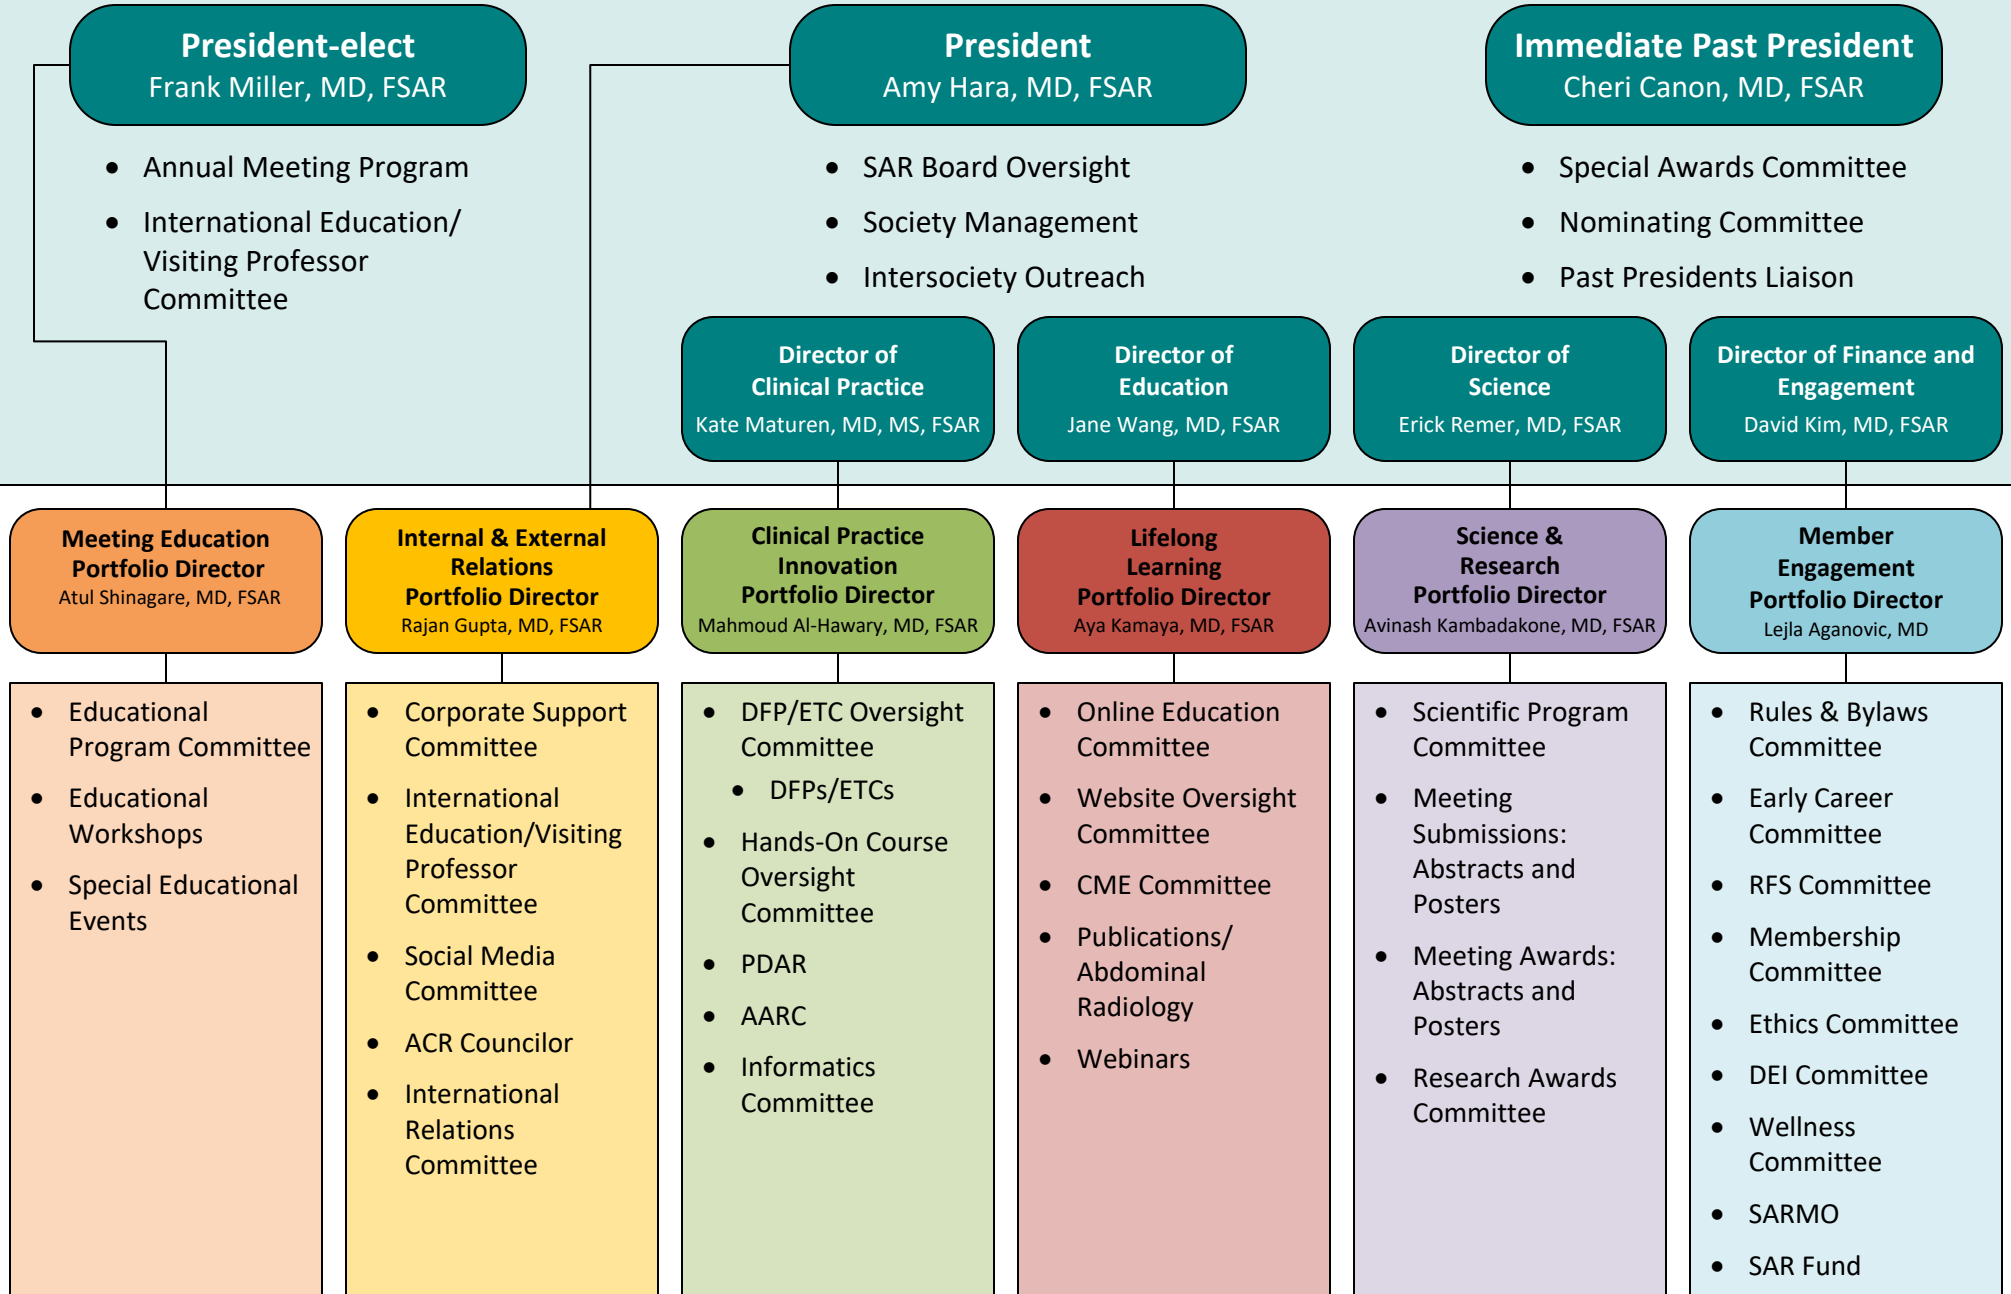 President-elect
Frank Miller, MD, FSAR
• Annual Meeting Program
• International Education/
Visiting Professor
Committee
President
Amy Hara, MD, FSAR
• SAR Board Oversight
• Society Management
• Intersociety Outreach
Immediate Past President
Cheri Canon, MD, FSAR
• Special Awards Committee
• Nominating Committee
• Past Presidents Liaison
Director of
Clinical Practice
Kate Maturen, MD, MS, FSAR
Director of
Education
Jane Wang, MD, FSAR
Director of
Science
Erick Remer, MD, FSAR
Director of Finance and
Engagement
David Kim, MD, FSAR
Meeting Education
Portfolio Director
Atul Shinagare, MD, FSAR
• Educational
Program Committee
• Educational
Workshops
• Special Educational
Events
Internal & External
Relations
Portfolio Director
Rajan Gupta, MD, FSAR
• Corporate Support
Committee
• International
Education/Visiting
Professor
Committee
• Social Media
Committee
• ACR Councilor
• International
Relations
Committee
Clinical Practice
Innovation
Portfolio Director
Mahmoud Al-Hawary, MD, FSAR
• DFP/ETC Oversight
Committee
• DFPs/ETCs
• Hands-On Course
Oversight
Committee
• PDAR
• AARC
• Informatics
Committee
Lifelong
Learning
Portfolio Director
Aya Kamaya, MD, FSAR
• Online Education
Committee
• Website Oversight
Committee
• CME Committee
• Publications/
Abdominal
Radiology
• Webinars
Science &
Research
Portfolio Director
Avinash Kambadakone, MD, FSAR
• Scientific Program
Committee
• Meeting
Submissions:
Abstracts and
Posters
• Meeting Awards:
Abstracts and
Posters
• Research Awards
Committee
Member
Engagement
Portfolio Director
Lejla Aganovic, MD
• Rules & Bylaws
Committee
• Early Career
Committee
• RFS Committee
• Membership
Committee
• Ethics Committee
• DEI Committee
• Wellness
Committee
• SARMO
• SAR Fund